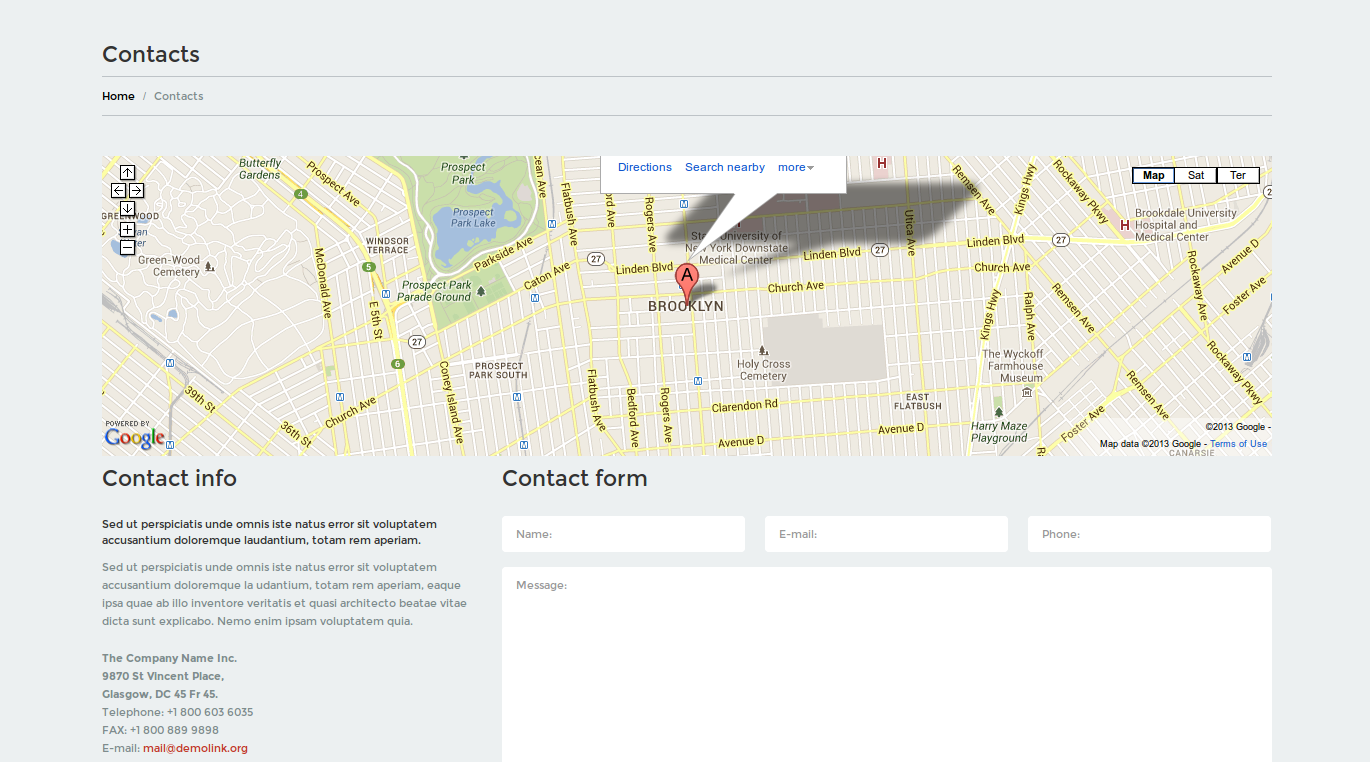 Contacts
Home / Contacts
Directions Search nearby more
Map Sat Ter
Butterfly
Gardens
Prospect Ave
Prospect
Park
Prospect
Park Lake
WINDSOR
TERRACE
Green-Wood
Cemetery
McDonald Ave
E 5th St
Parkside Ave
Caton Ave
Prospect Park
Parade Ground
Flatbush Ave
Rogers Ave
Linden Blvd
State University of
New York Downstate
Medical Center
Linden Blvd
Utica Ave
Linden Blvd
Remsen Ave
Kings Hwy
Rockaway Pkwy
Brookdale University
Hospital and
Medical Center
Avenue D
Foster Ave
Rockaway Ave
Church Ave
Church Ave
A
BROOKLYN
Kings Hwy
Ralph Ave
Remsen Ave
Holy Cross
Cemetery
The Wyckoff
Farmhouse
Museum
Rockaway Pkwy
PROSPECT
PARK SOUTH
Coney Island Ave
39th St
36th St
Church Ave
Flatbush Ave
Bedford Ave
Rogers Ave
Clarendon Rd
Avenue D
Avenue D
EAST
FLATBUSH
Harry Maze
Playground
Foster Ave
Remsen Ave
CANARSIE
4
5
6
27
27
27
27
POWERED BY
Google
©2013 Google -
Map data ©2013 Google - Terms of Use
Contact info
Sed ut perspiciatis unde omnis iste natus error sit voluptatem
accusantium doloremque laudantium, totam rem aperiam.
Sed ut perspiciatis unde omnis iste natus error sit voluptatem
accusantium doloremque la udantium, totam rem aperiam, eaque
ipsa quae ab illo inventore veritatis et quasi architecto beatae vitae
dicta sunt explicabo. Nemo enim ipsam voluptatem quia.
The Company Name Inc.
9870 St Vincent Place,
Glasgow, DC 45 Fr 45.
Telephone: +1 800 603 6035
FAX: +1 800 889 9898
E-mail: mail@demolink.org
Contact form
Name:
E-mail:
Phone:
Message: